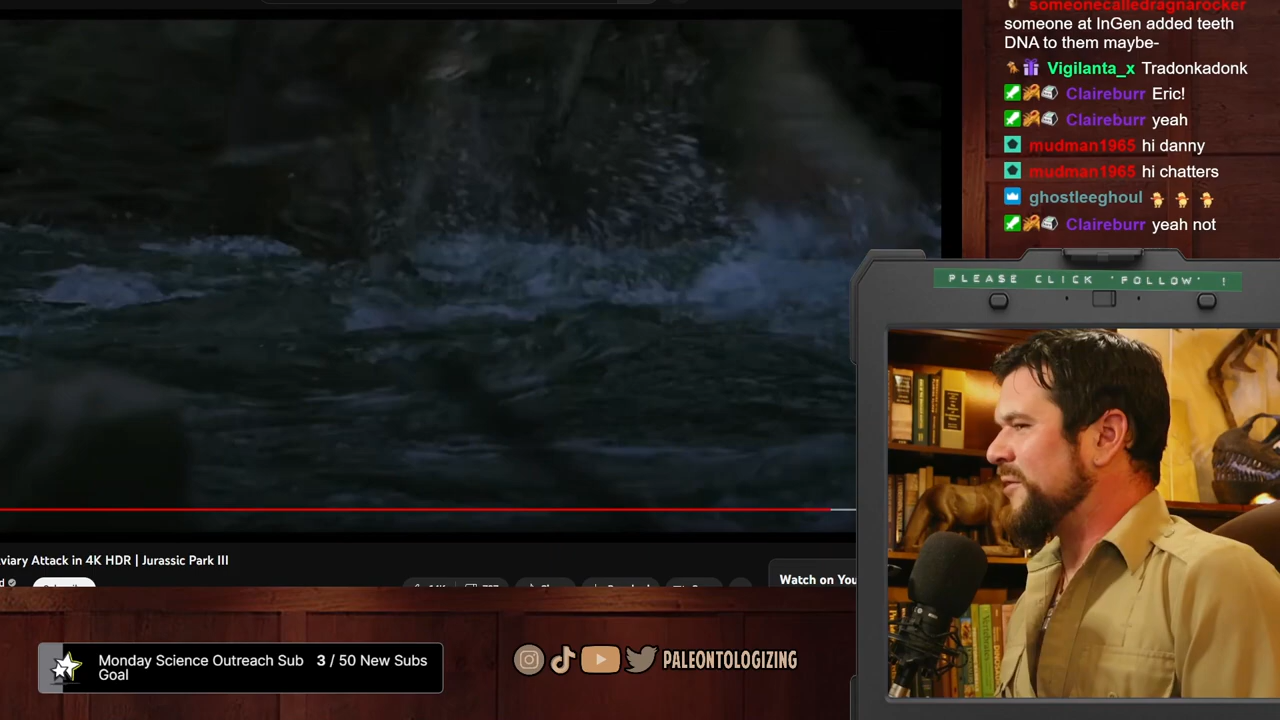 someonecalledragnarocker
someone at InGen added teeth
DNA to them maybe-
Vigilanta_x Tradonkadonk
Claireburr Eric!
Claireburr yeah
mudman1965 hi danny
mudman1965 hi chatters
ghostleeghoul
Claireburr yeah not
PLEASE CLICK "FOLLOW" !
viary Attack in 4K HDR | Jurassic Park III
Watch on You
Monday Science Outreach Sub 3 / 50 New Subs
Goal
PALEONTOLOGIZING